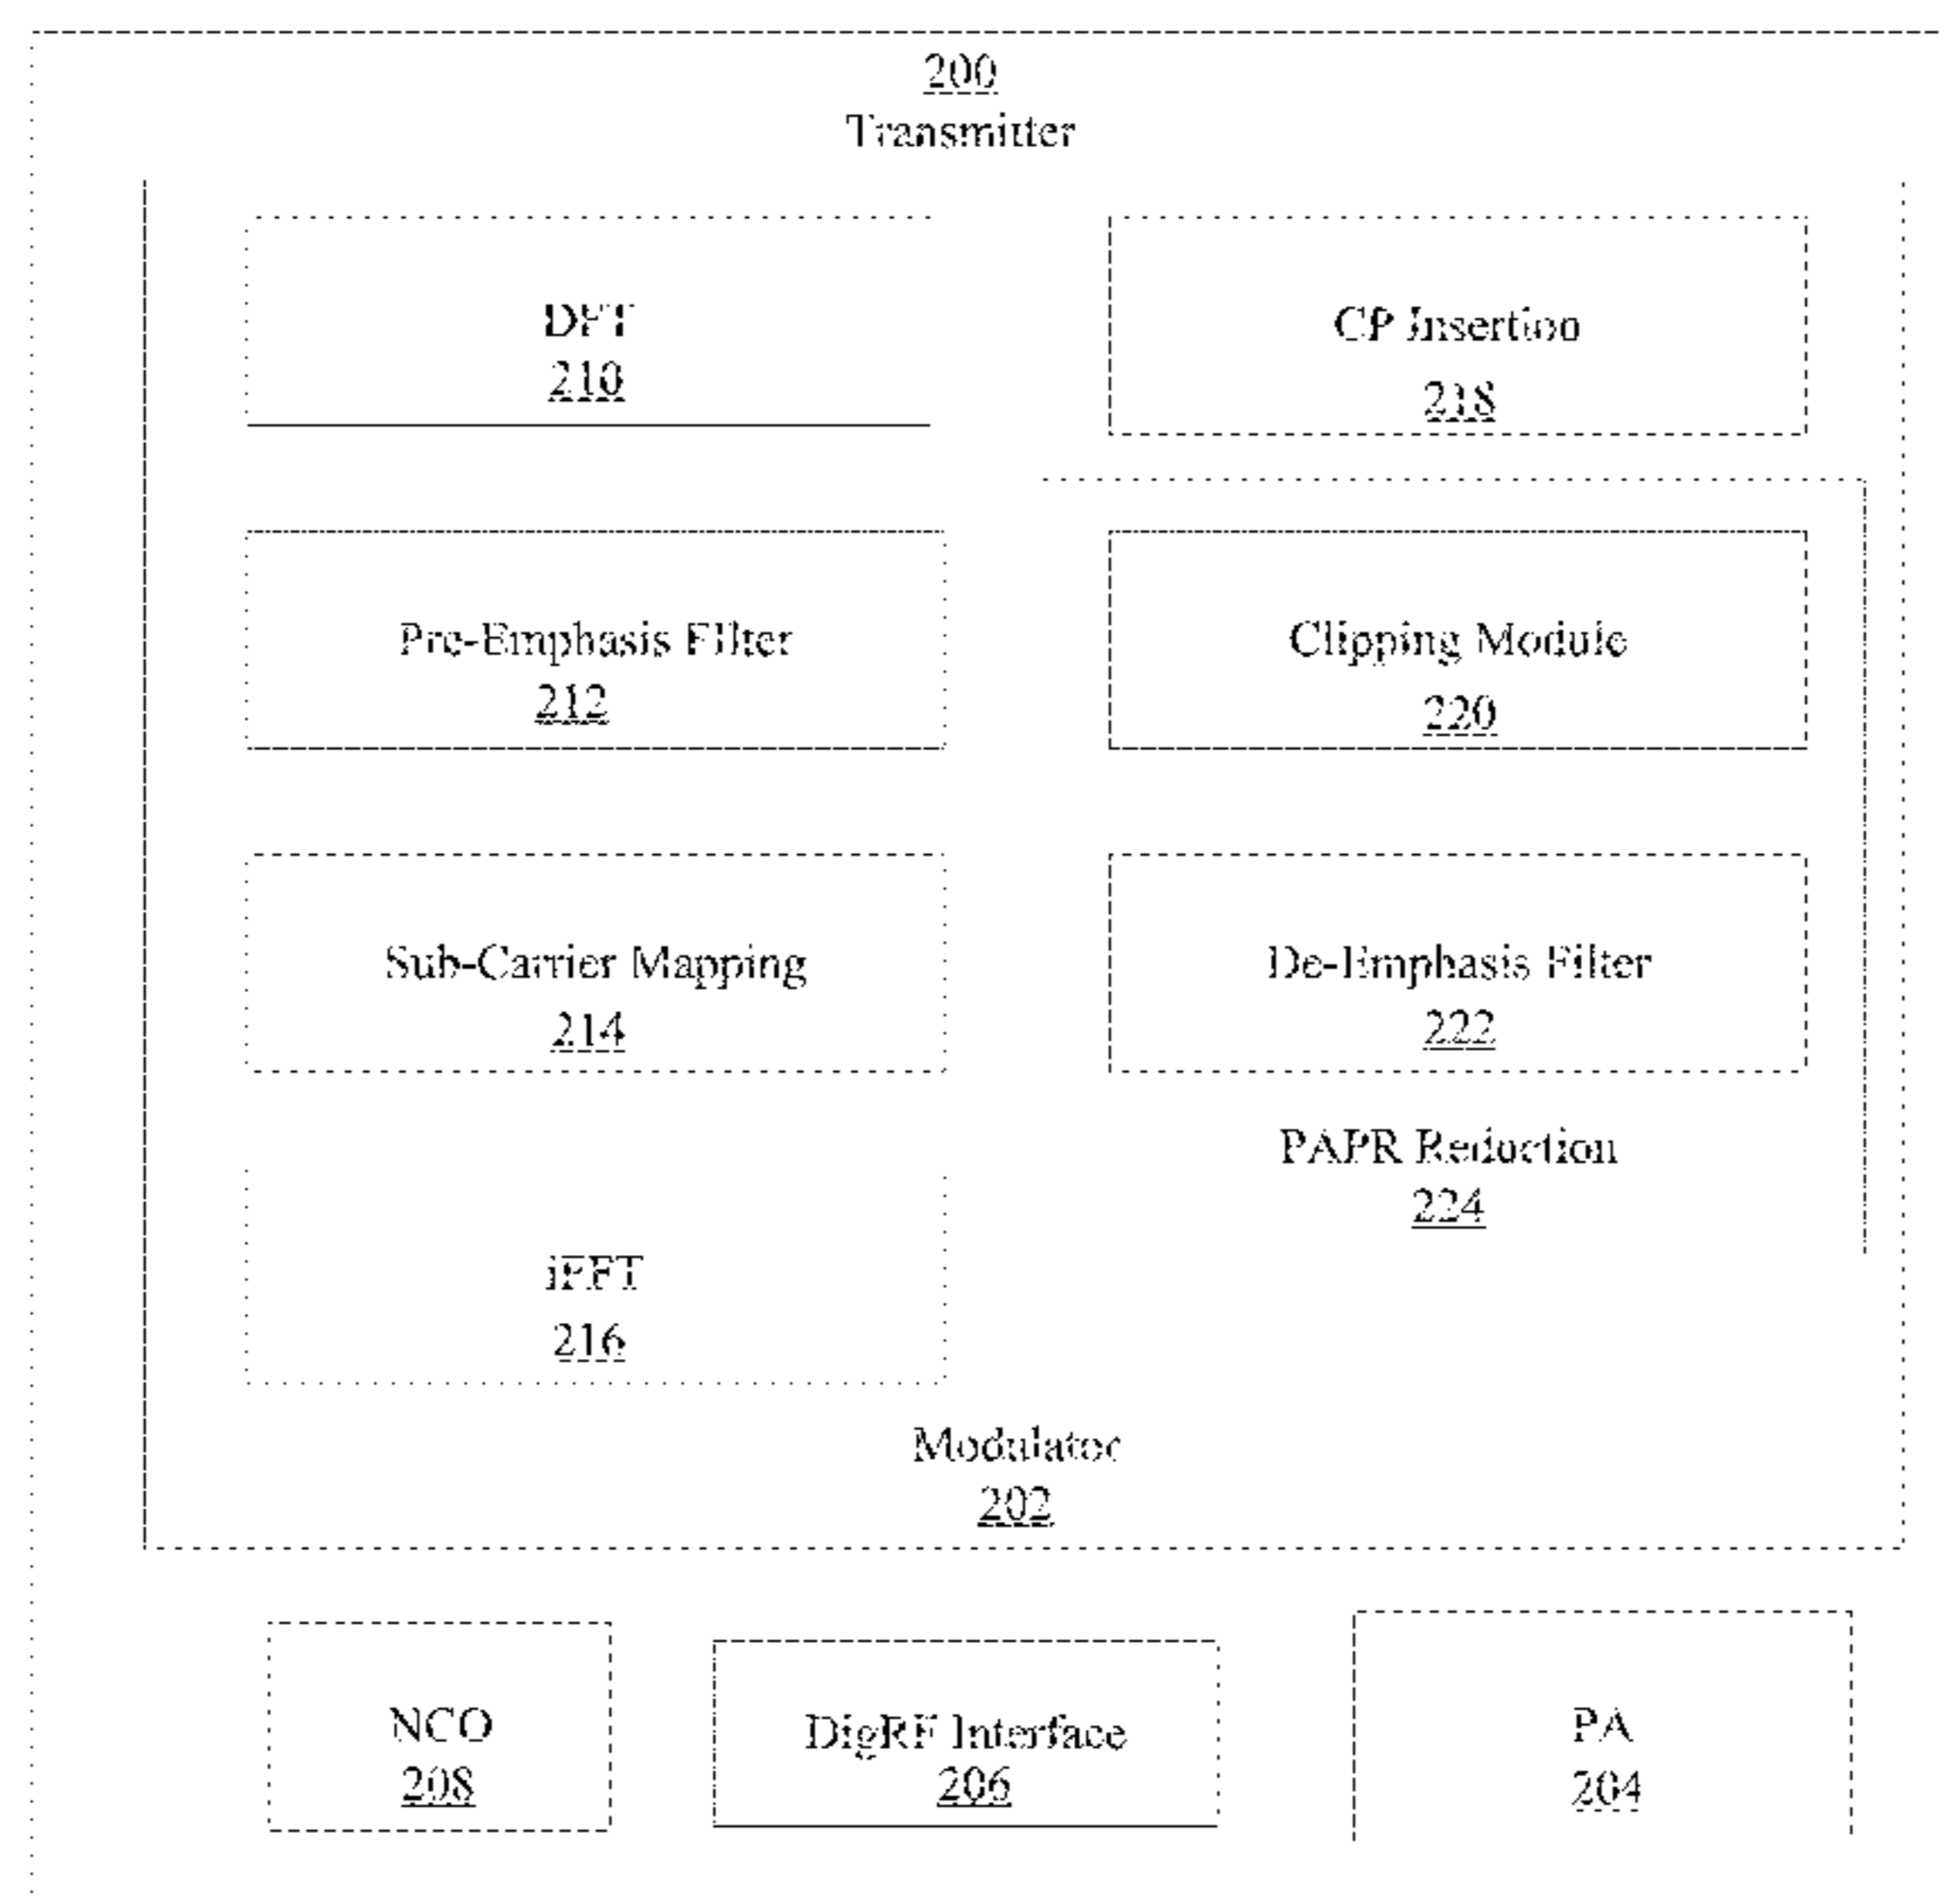 200
Transmitter
DFT
210
CP Insertion
218
Pre-Emphasis Filter
212
Clipping Module
220
Sub-Carrier Mapping
214
De-Emphasis Filter
222
PAPR Reduction
224
iFFT
216
Modulator
202
NCO
208
DigRF Interface
206
PA
204